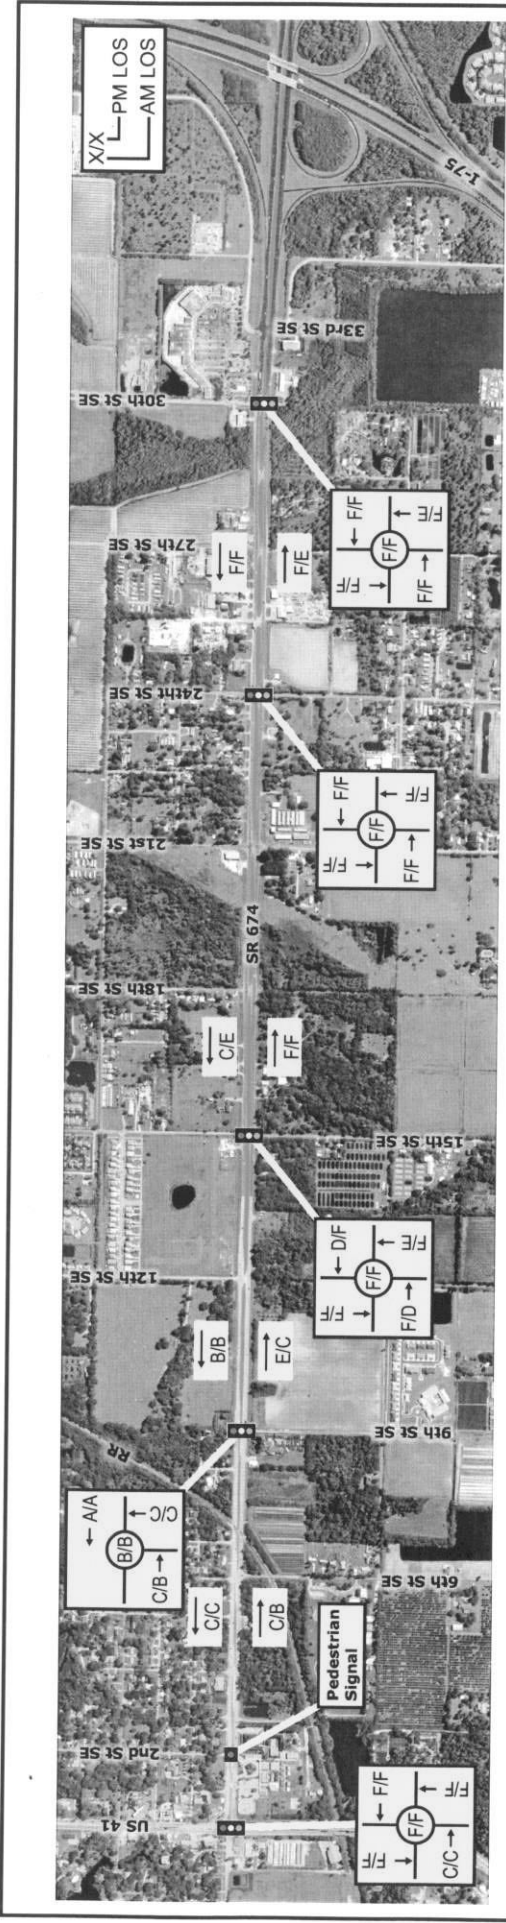 X/X
PM LOS
AM LOS
I-75
33rd St SE
30th St SE
F/F
F/F
F/F
F/F
F/E
27th St SE
F/F
F/E
24tht St SE
F/F
F/F
F/F
F/F
F/F
21st St SE
SR 674
18th St SE
C/E
F/F
15th St SE
F/F
D/F
F/F
F/D
F/E
12th St SE
B/B
E/C
9th St SE
RR
A/A
B/B
C/B
C/C
6th St SE
C/C
C/B
Pedestrian
Signal
2nd St SE
US 41
F/F
F/F
F/F
C/C
F/F